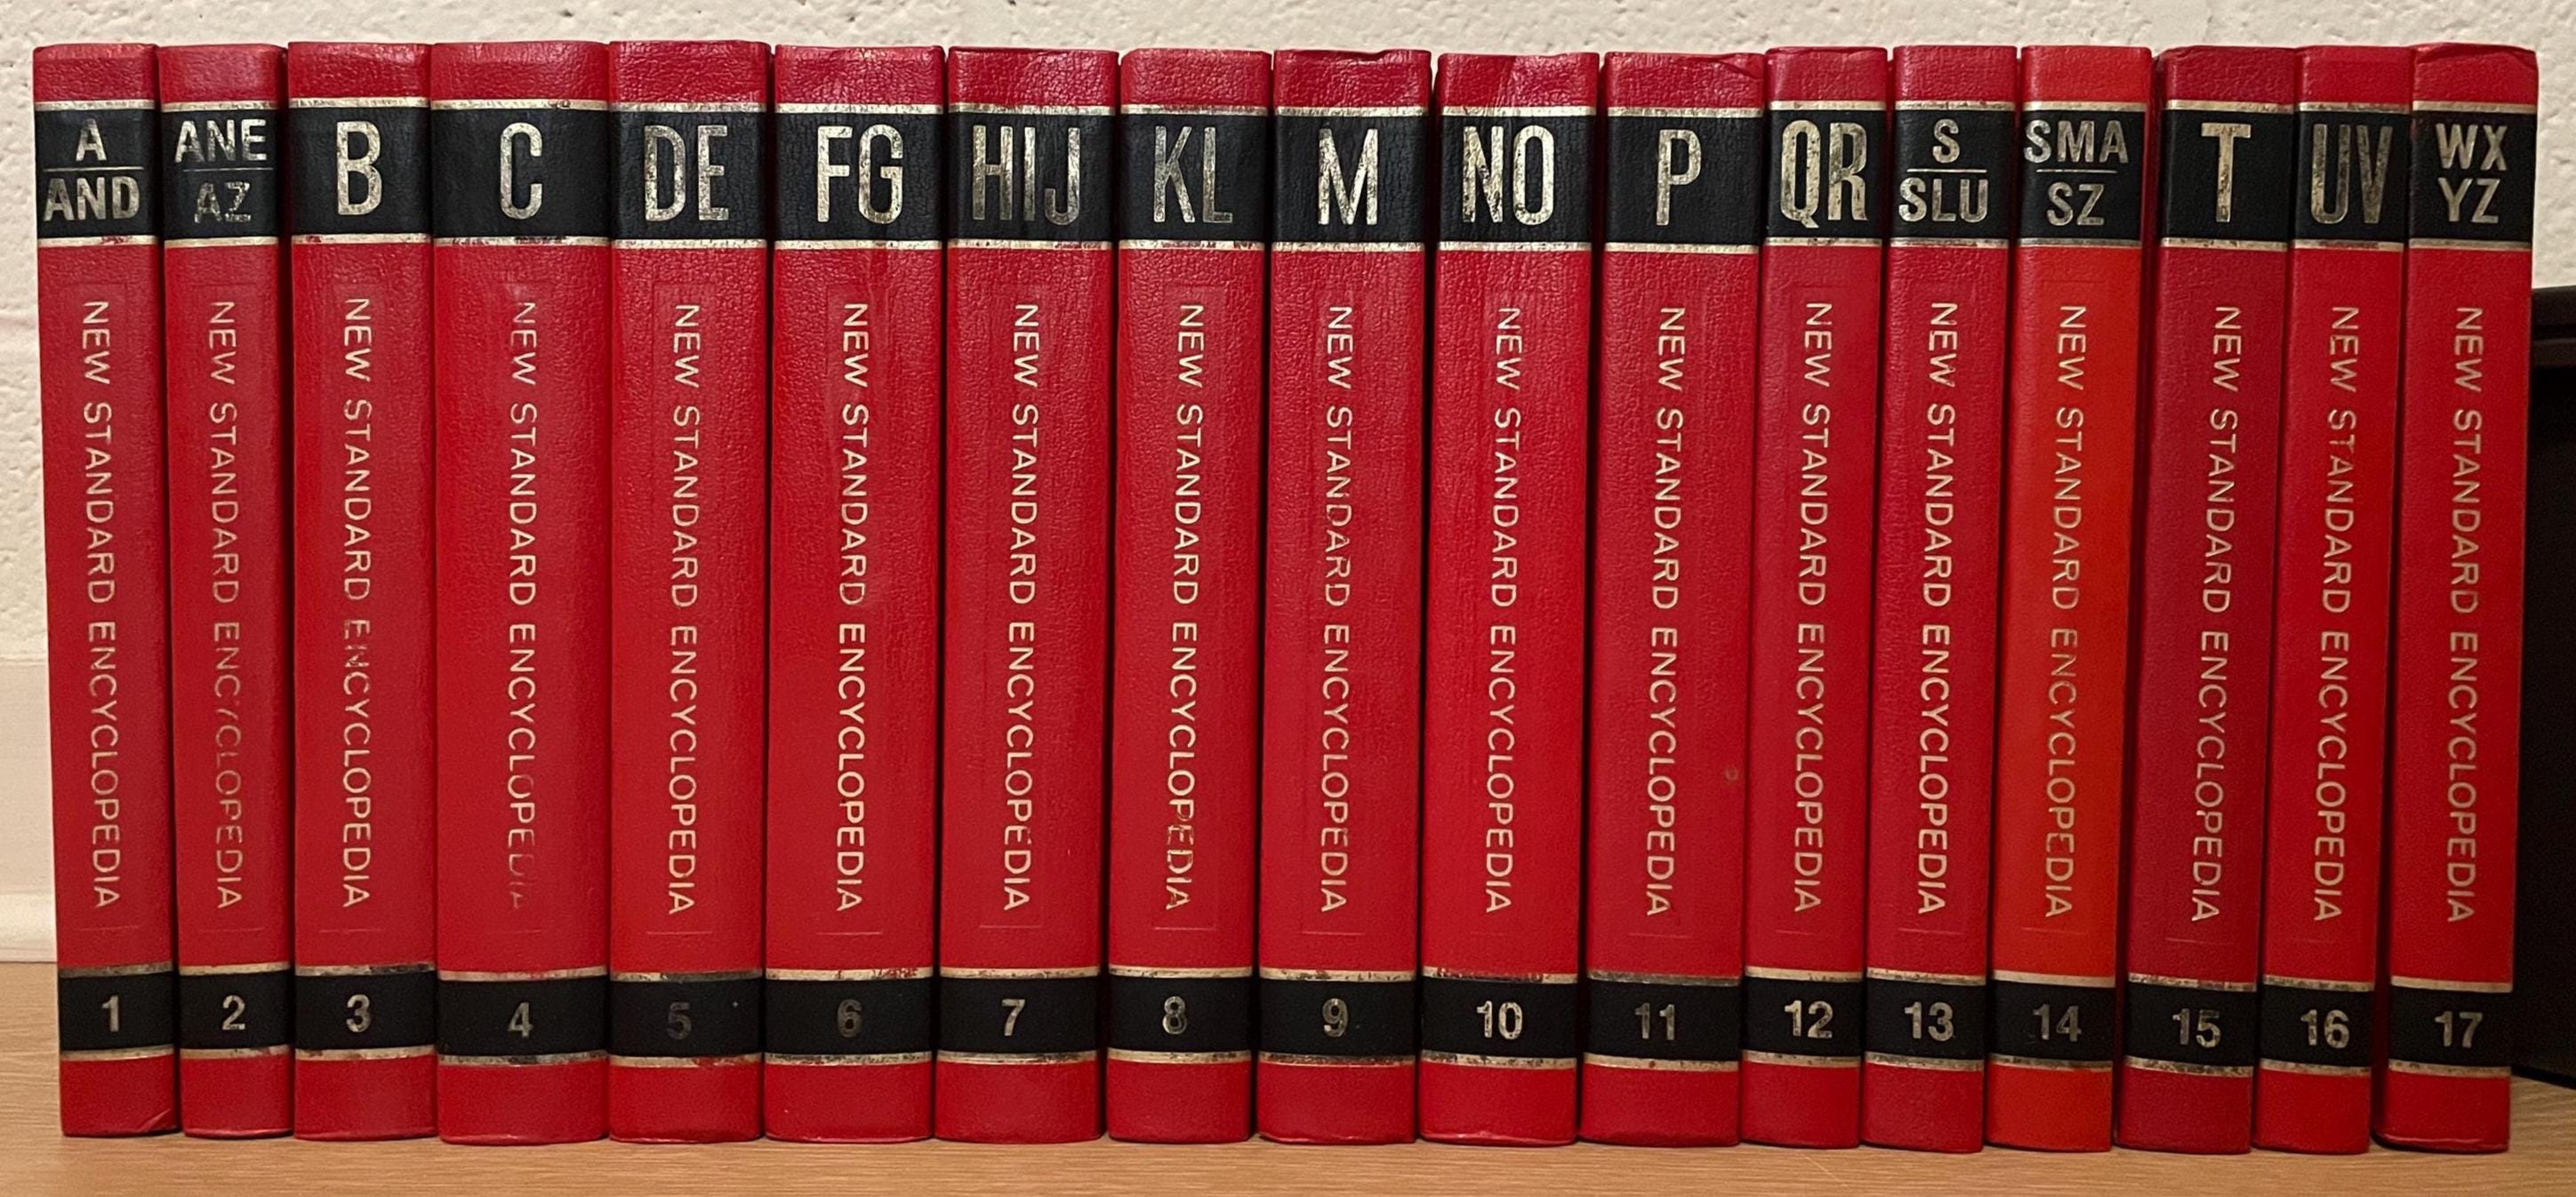 A
AND
NEW STANDARD ENCYCLOPEDIA
1
ANE
AZ
NEW STANDARD ENCYCLOPEDIA
2
B
NEW STANDARD ENCYCLOPEDIA
3
C
NEW STANDARD ENCYCLOPEDIA
4
DE
NEW STANDARD ENCYCLOPEDIA
5
FG
NEW STANDARD ENCYCLOPEDIA
6
HIJ
NEW STANDARD ENCYCLOPEDIA
7
KL
NEW STANDARD ENCYCLOPEDIA
8
M
NEW STANDARD ENCYCLOPEDIA
9
NO
NEW STANDARD ENCYCLOPEDIA
10
P
NEW STANDARD ENCYCLOPEDIA
11
QR
NEW STANDARD ENCYCLOPEDIA
12
S
SLU
NEW STANDARD ENCYCLOPEDIA
13
SMA
SZ
NEW STANDARD ENCYCLOPEDIA
14
T
NEW STANDARD ENCYCLOPEDIA
15
UV
NEW STANDARD ENCYCLOPEDIA
16
WX
YZ
NEW STANDARD ENCYCLOPEDIA
17